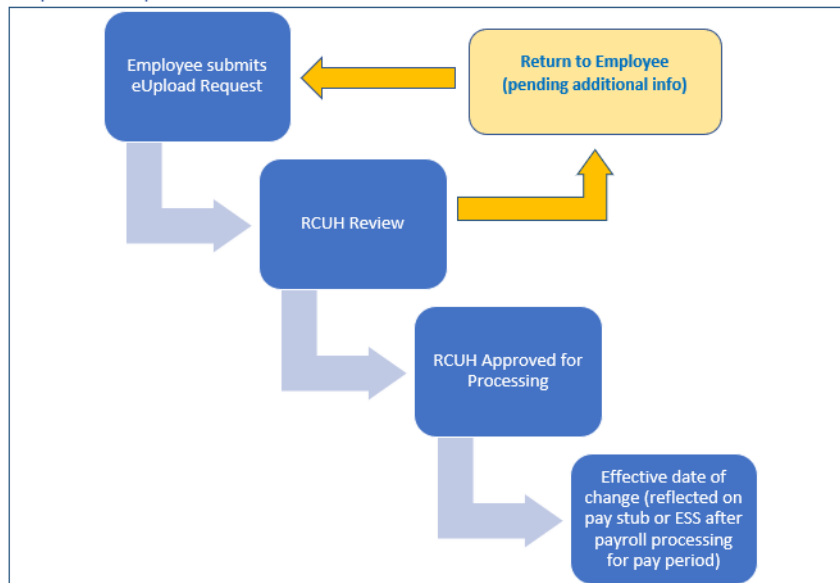 Employee submits
eUpload Request
Return to Employee
(pending additional info)
RCUH Review
RCUH Approved for
Processing
Effective date of
change (reflected on
pay stub or ESS after
payroll processing
for pay period)